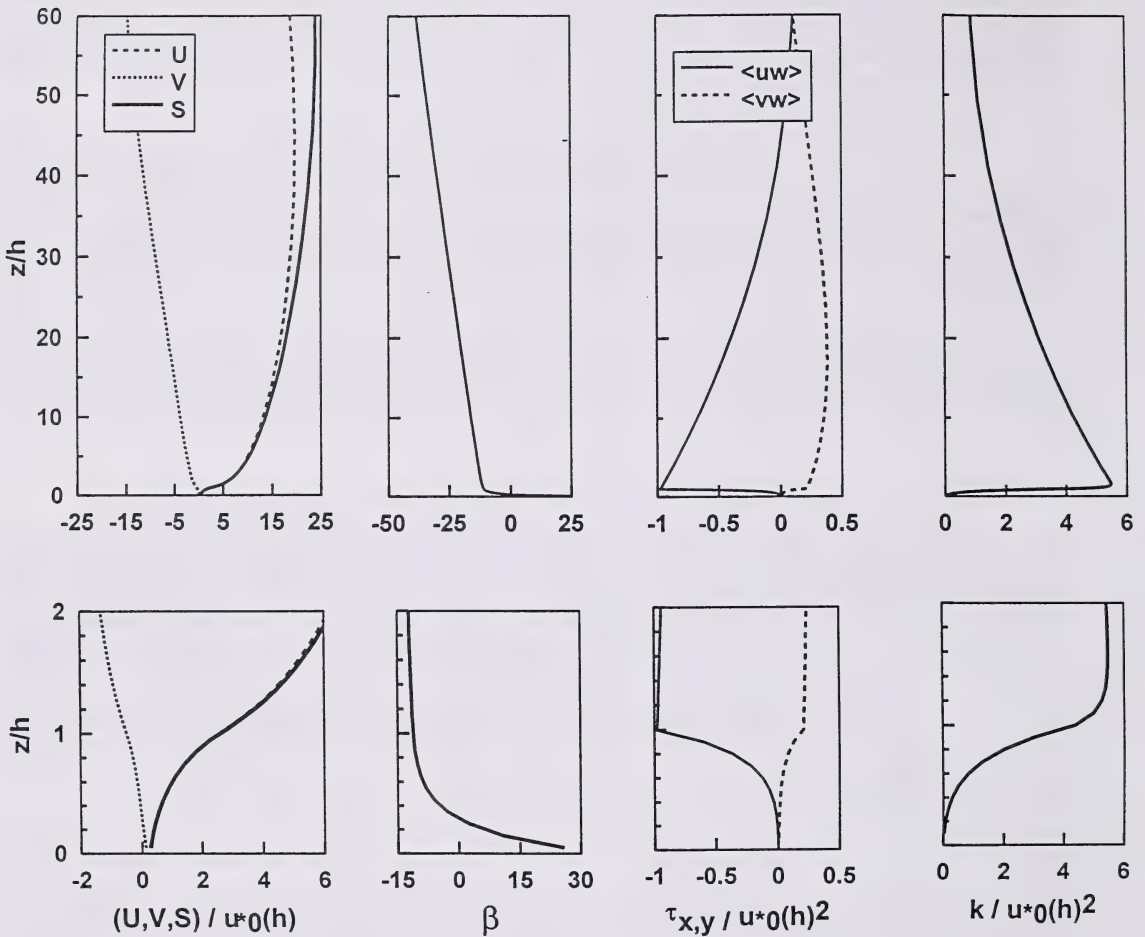 60
50
40
30
20
10
0
z/h
U
V
S
-25 -15 -5 5 15 25
-50 -25 0 25
<uw>
<vw>
-1 -0.5 0 0.5
0 2 4 6
2
1
0
z/h
-2 0 2 4 6
-15 0 15 30
-1 -0.5 0 0.5
0 2 4 6
(U,V,S) / u*0(h)
β
τx,y / u*0(h)2
k / u*0(h)2